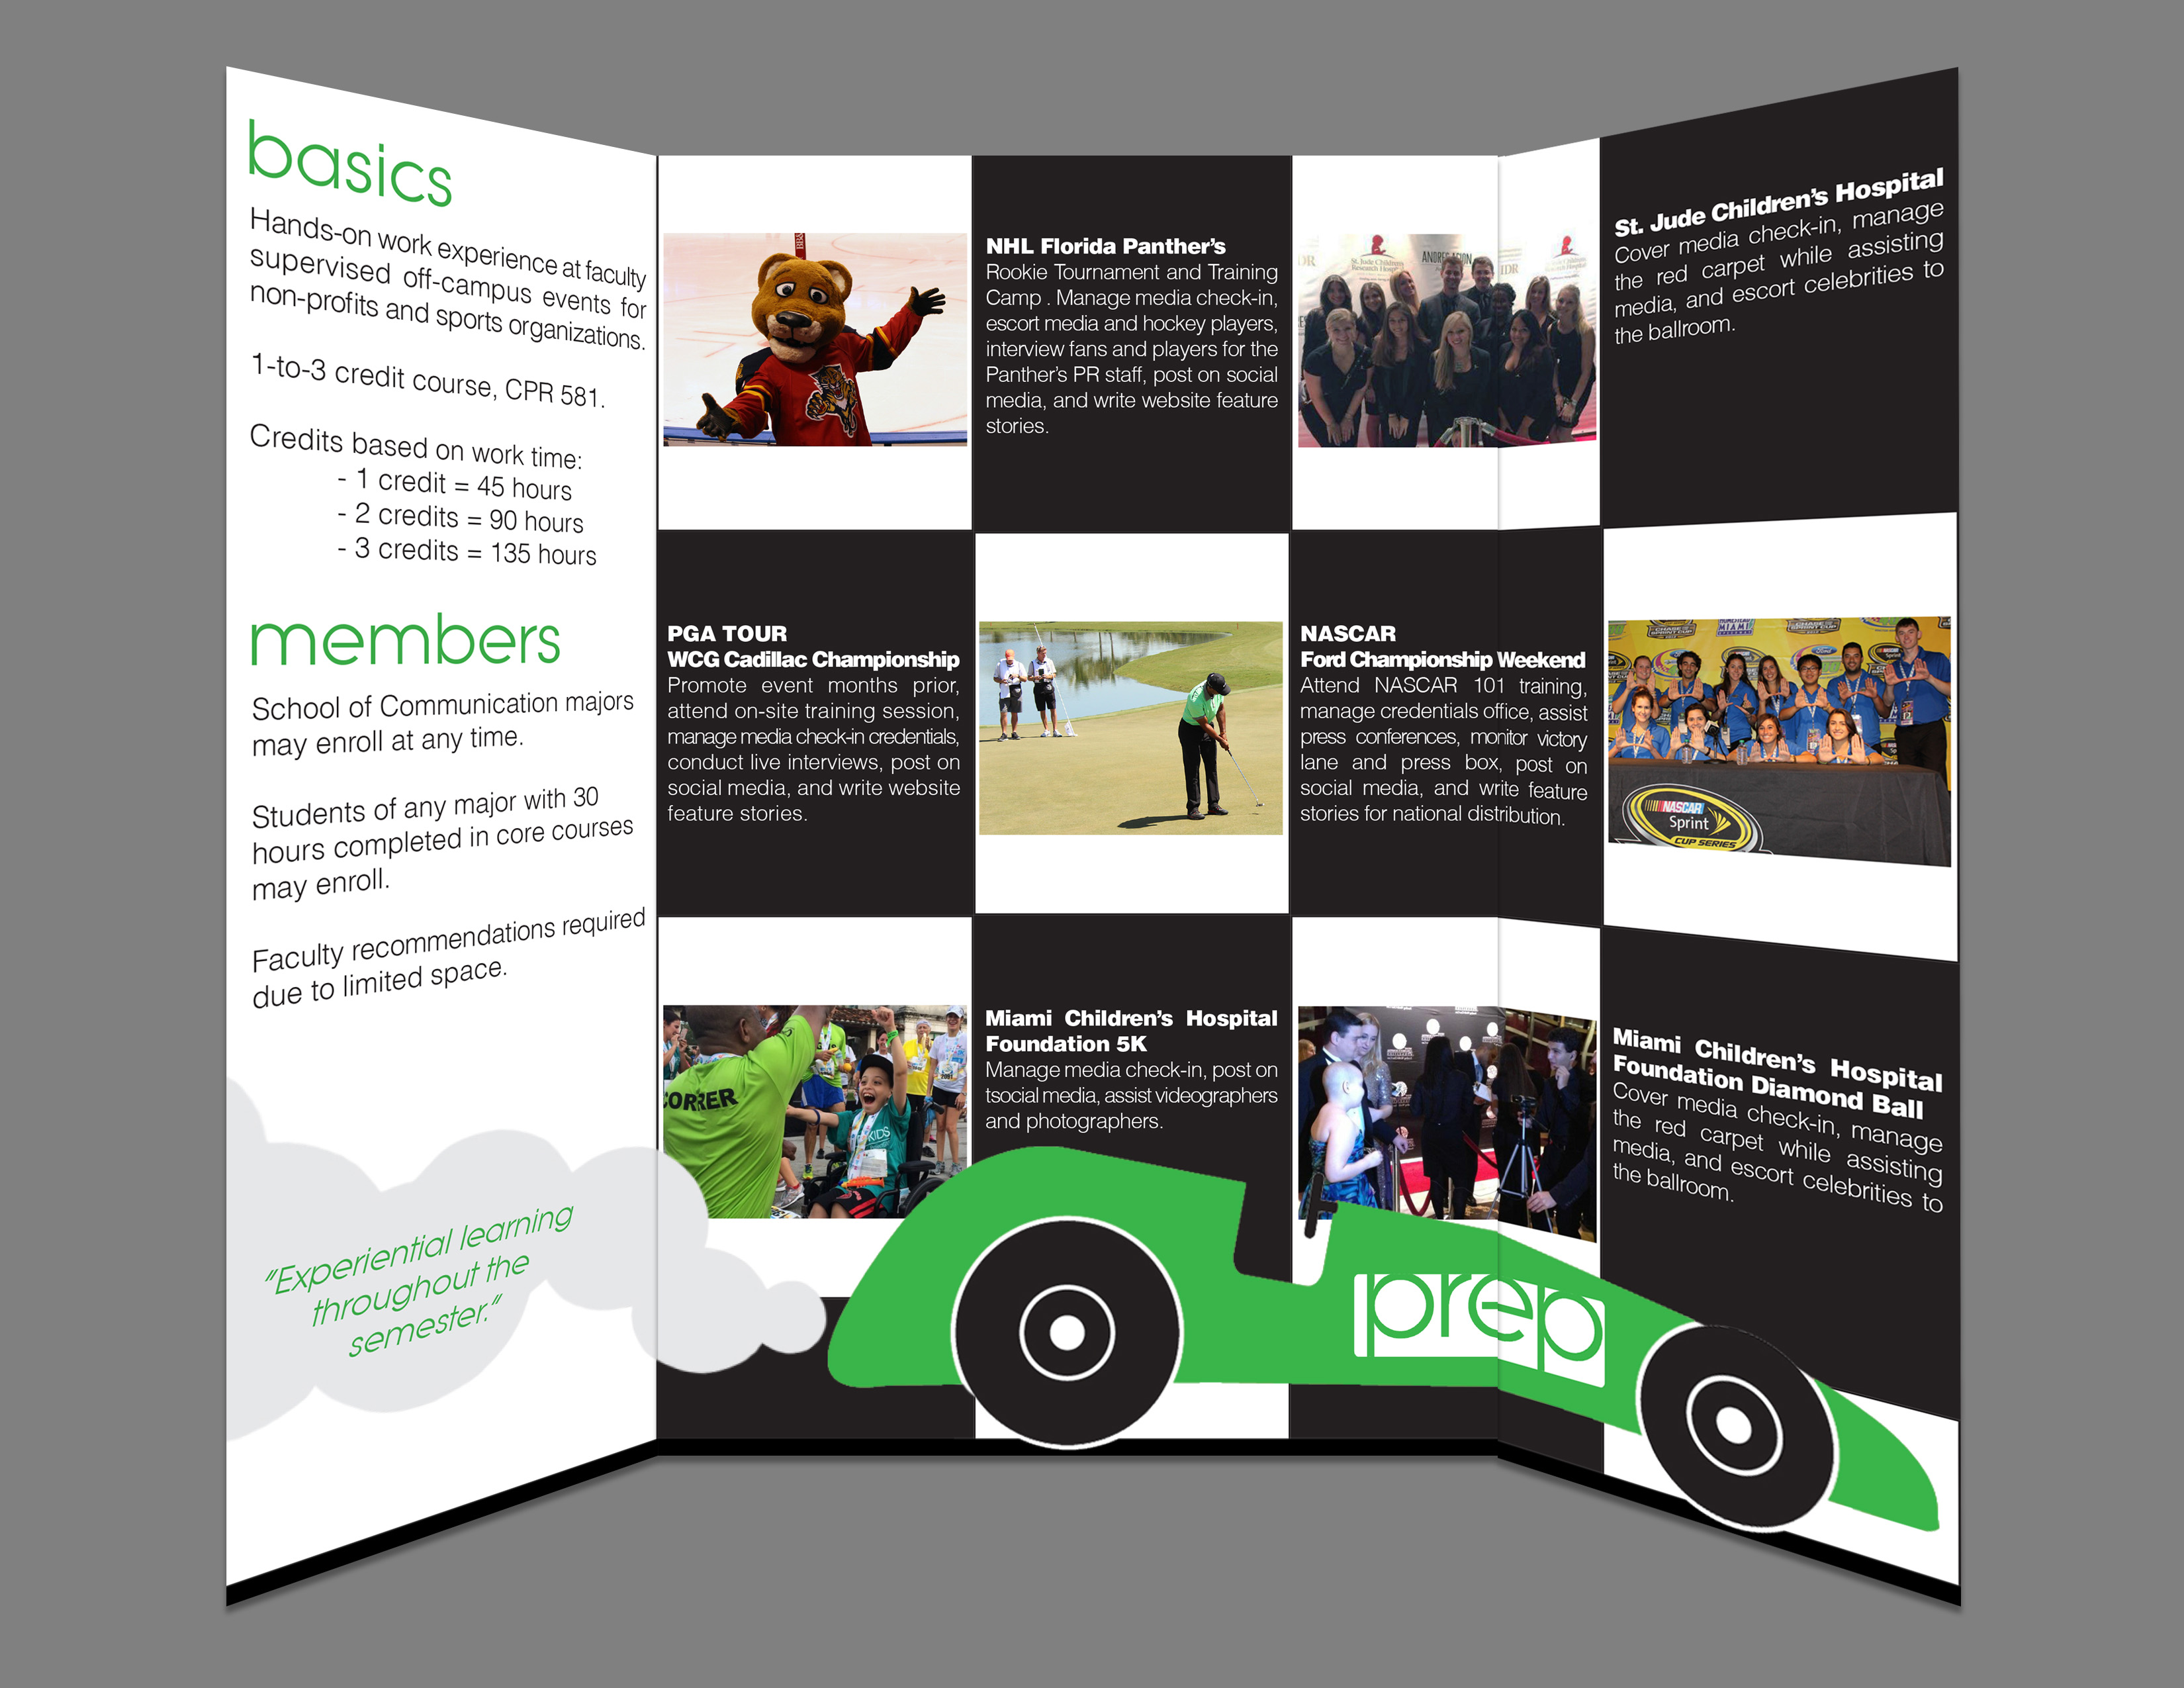 basics
Hands-on work experience at faculty
supervised off-campus events for
non-profits and sports organizations.
1-to-3 credit course, CPR 581.
Credits based on work time:
- 1 credit = 45 hours
- 2 credits = 90 hours
- 3 credits = 135 hours
members
School of Communication majors
may enroll at any time.
Students of any major with 30
hours completed in core courses
may enroll.
Faculty recommendations required
due to limited space.
"Experiential learning
throughout the
semester."
NHL Florida Panther's
Rookie Tournament and Training
Camp . Manage media check-in,
escort media and hockey players,
interview fans and players for the
Panther's PR staff, post on social
media, and write website feature
stories.
St. Jude Children's
Research Hospital
St. Jude Children's Hospital
Cover media check-in, manage
the red carpet while assisting
media, and escort celebrities to
the ballroom.
PGA TOUR
WCG Cadillac Championship
Promote event months prior,
attend on-site training session,
manage media check-in credentials,
conduct live interviews, post on
social media, and write website
feature stories.
NASCAR
Ford Championship Weekend
Attend NASCAR 101 training,
manage credentials office, assist
press conferences, monitor victory
lane and press box, post on
social media, and write feature
stories for national distribution.
MIAMI
Ford
Sprint
NASCAR
Sprint
CUP SERIES
CORRER
KIDS
Miami Children's Hospital
Foundation 5K
Manage media check-in, post on
tsocial media, assist videographers
and photographers.
Miami Children's Hospital
Foundation Diamond Ball
Cover media check-in, manage
the red carpet while assisting
media, and escort celebrities to
the ballroom.
prep